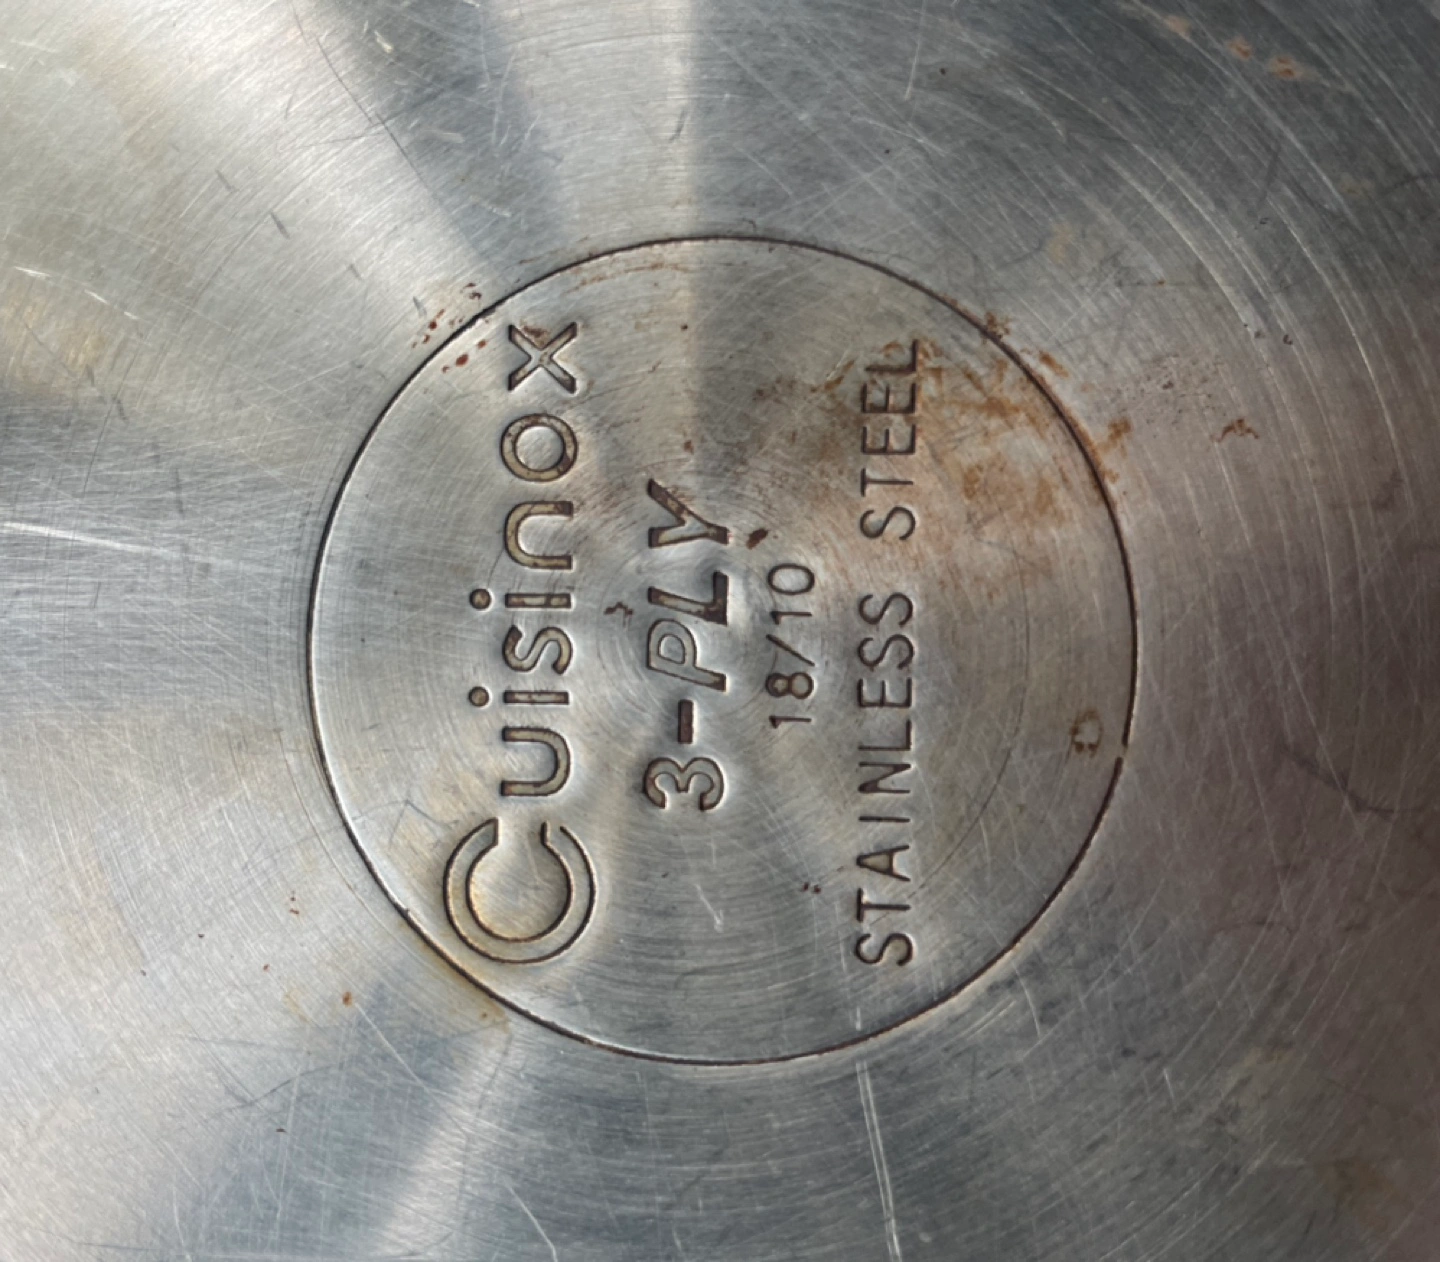 Cuisinox
3-PLY
18/10
STAINLESS STEEL